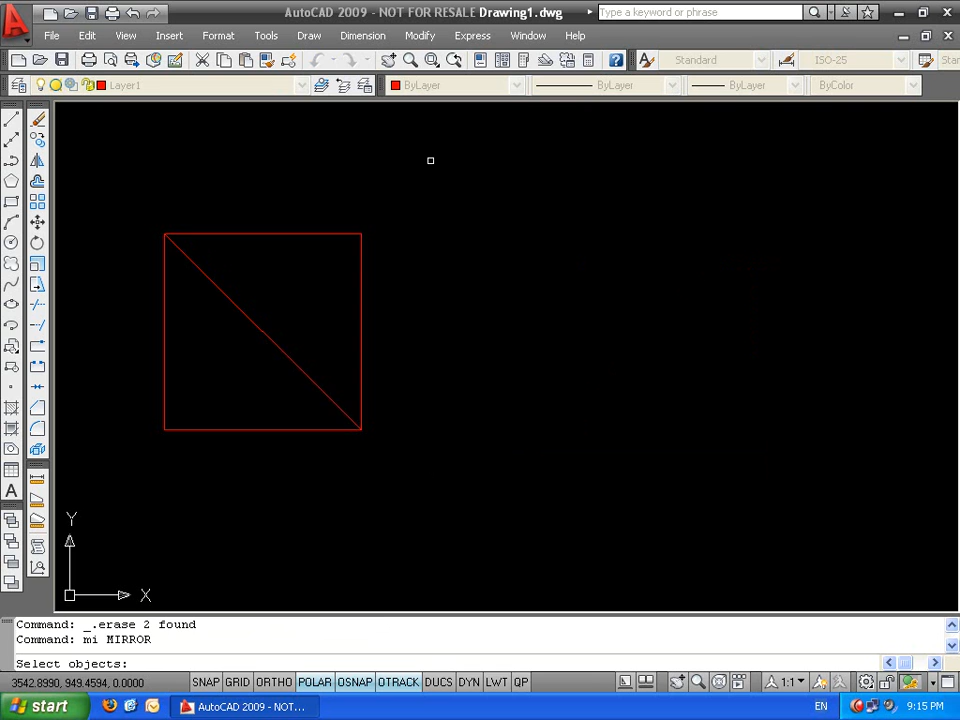 AutoCAD 2009 - NOT FOR RESALE Drawing1.dwg
Type a keyword or phrase
File Edit View Insert Format Tools Draw Dimension Modify Express Window Help
Standard ISO-25 Star
Layer1 ByLayer ByLayer ByLayer ByColor
A
Y
X
Command: _.erase 2 found
Command: mi MIRROR
Select objects:
3542.8990, 949.4594, 0.0000 SNAP GRID ORTHO POLAR OSNAP OTRACK DUCS DYN LWT QP 1:1
start AutoCAD 2009 - NOT... EN 9:15 PM